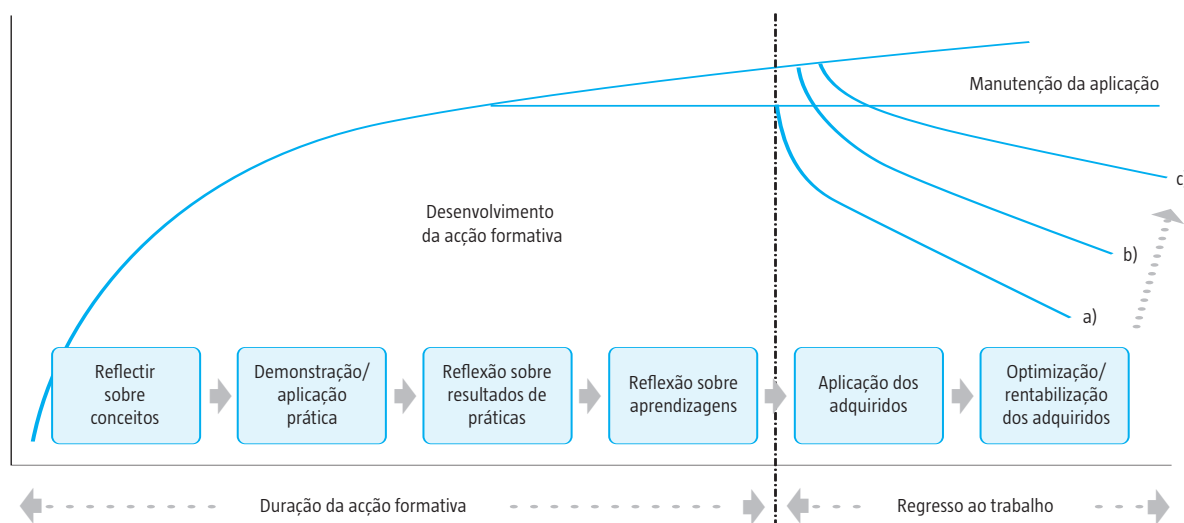 Manutenção da aplicação
Desenvolvimento
da acção formativa
c
b)
a)
Reflectir
sobre
conceitos
Demonstração/
aplicação
prática
Reflexão sobre
resultados de
práticas
Reflexão sobre
aprendizagens
Aplicação dos
adquiridos
Optimização/
rentabilização
dos adquiridos
Duração da acção formativa
Regresso ao trabalho